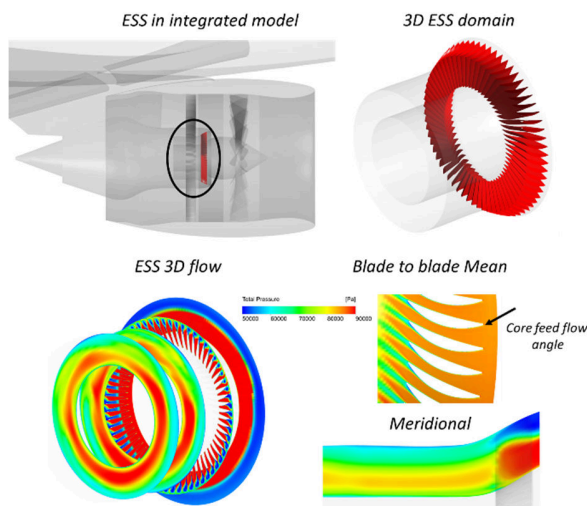 ESS in integrated model
3D ESS domain
ESS 3D flow
Blade to blade Mean
Total Pressure
[Pa]
50000 60000 70000 80000 90000
Core feed flow
angle
Meridional